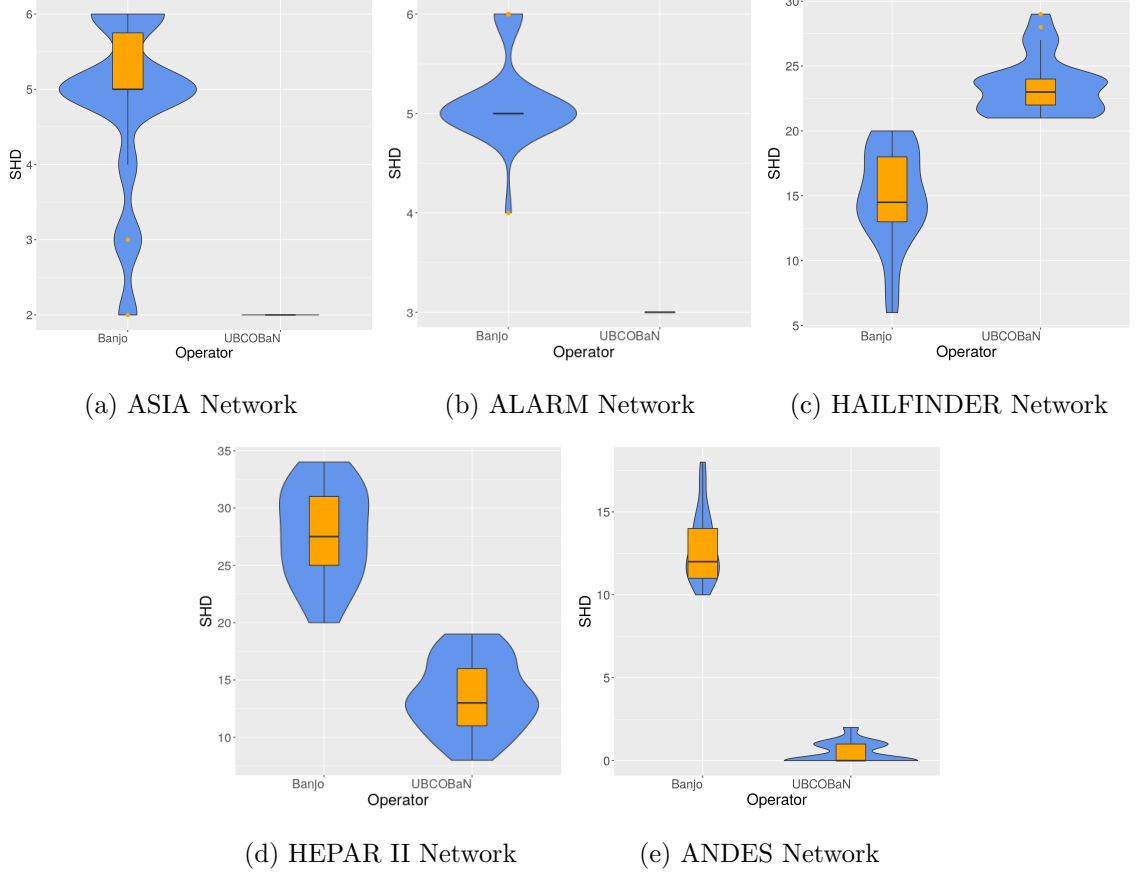 6
5
4
3
2
SHD
Banjo
UBCOBaN
Operator
(a) ASIA Network
6
5
4
3
SHD
Banjo
UBCOBaN
Operator
(b) ALARM Network
30
25
20
15
10
5
SHD
Banjo
UBCOBaN
Operator
(c) HAILFINDER Network
35
30
25
20
15
10
SHD
Banjo
UBCOBaN
Operator
(d) HEPAR II Network
15
10
5
0
SHD
Banjo
UBCOBaN
Operator
(e) ANDES Network